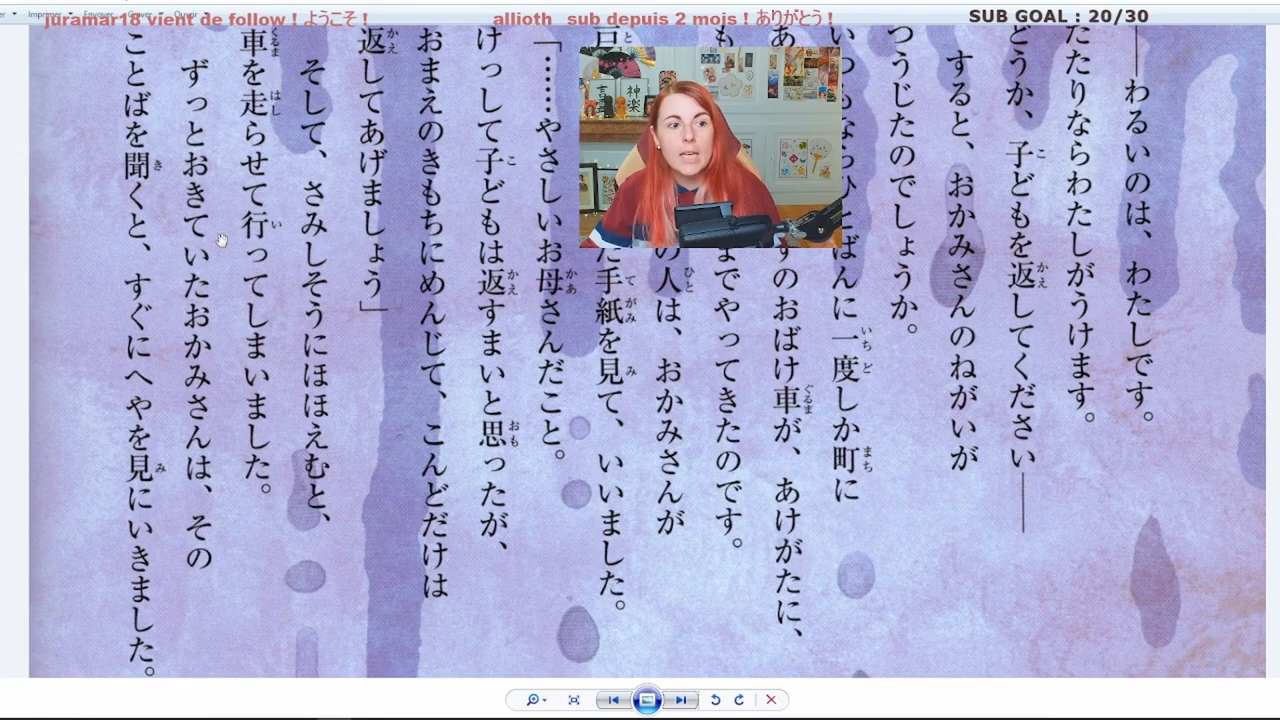 juramar18 vient de follow ! ようこそ !
allioth sub depuis 2 mois ! ありがとう !
SUB GOAL : 20/30
Imprimer
――わるいのは、わたしです。
たたりならわたしがうけます。
どうか、子どもを返してください――
すると、おかみさんのねがいが
つうじたのでしょうか。
ばんに一度しか町に
のおばけ車が、あけがたに、
までやってきたのです。
の人は、おかみさんが
戸
た手紙を見て、いいました。
「……やさしいお母さんだこと。
けっして子どもは返すまいと思ったが、
おまえのきもちにめんじて、こんどだけは
返してあげましょう」
そして、さみしそうにほほえむと、
車を走らせて行ってしまいました。
ずっとおきていたおかみさんは、その
ことばを聞くと、すぐにへやを見にいきました。
神楽